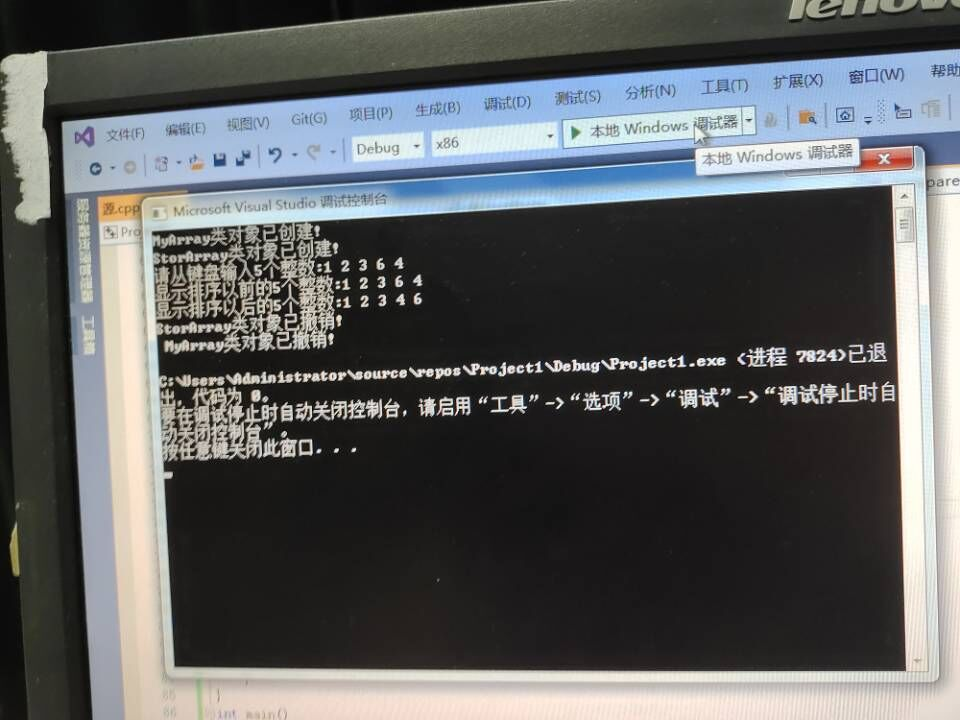 lenovo
文件(F) 编辑(E) 视图(V) Git(G) 项目(P) 生成(B) 调试(D) 测试(S) 分析(N) 工具(T) 扩展(X) 窗口(W) 帮助
Debug x86 本地 Windows 调试器
本地 Windows 调试器
源.cpp
Pro
pare
工具箱
Microsoft Visual Studio 调试控制台
MyArray类对象已创建!
StorArray类对象已创建!
请从键盘输入5个整数:1 2 3 6 4
显示排序以前的5个整数:1 2 3 6 4
显示排序以后的5个整数:1 2 3 4 6
StorArray类对象已撤销!
MyArray类对象已撤销!
C:\Users\Administrator\source\repos\Project1\Debug\Project1.exe (进程 7824)已退
出，代码为 0。
要在调试停止时自动关闭控制台，请启用“工具”->“选项”->“调试”->“调试停止时自
动关闭控制台”。
按任意键关闭此窗口. . .
85 }
86 int main()